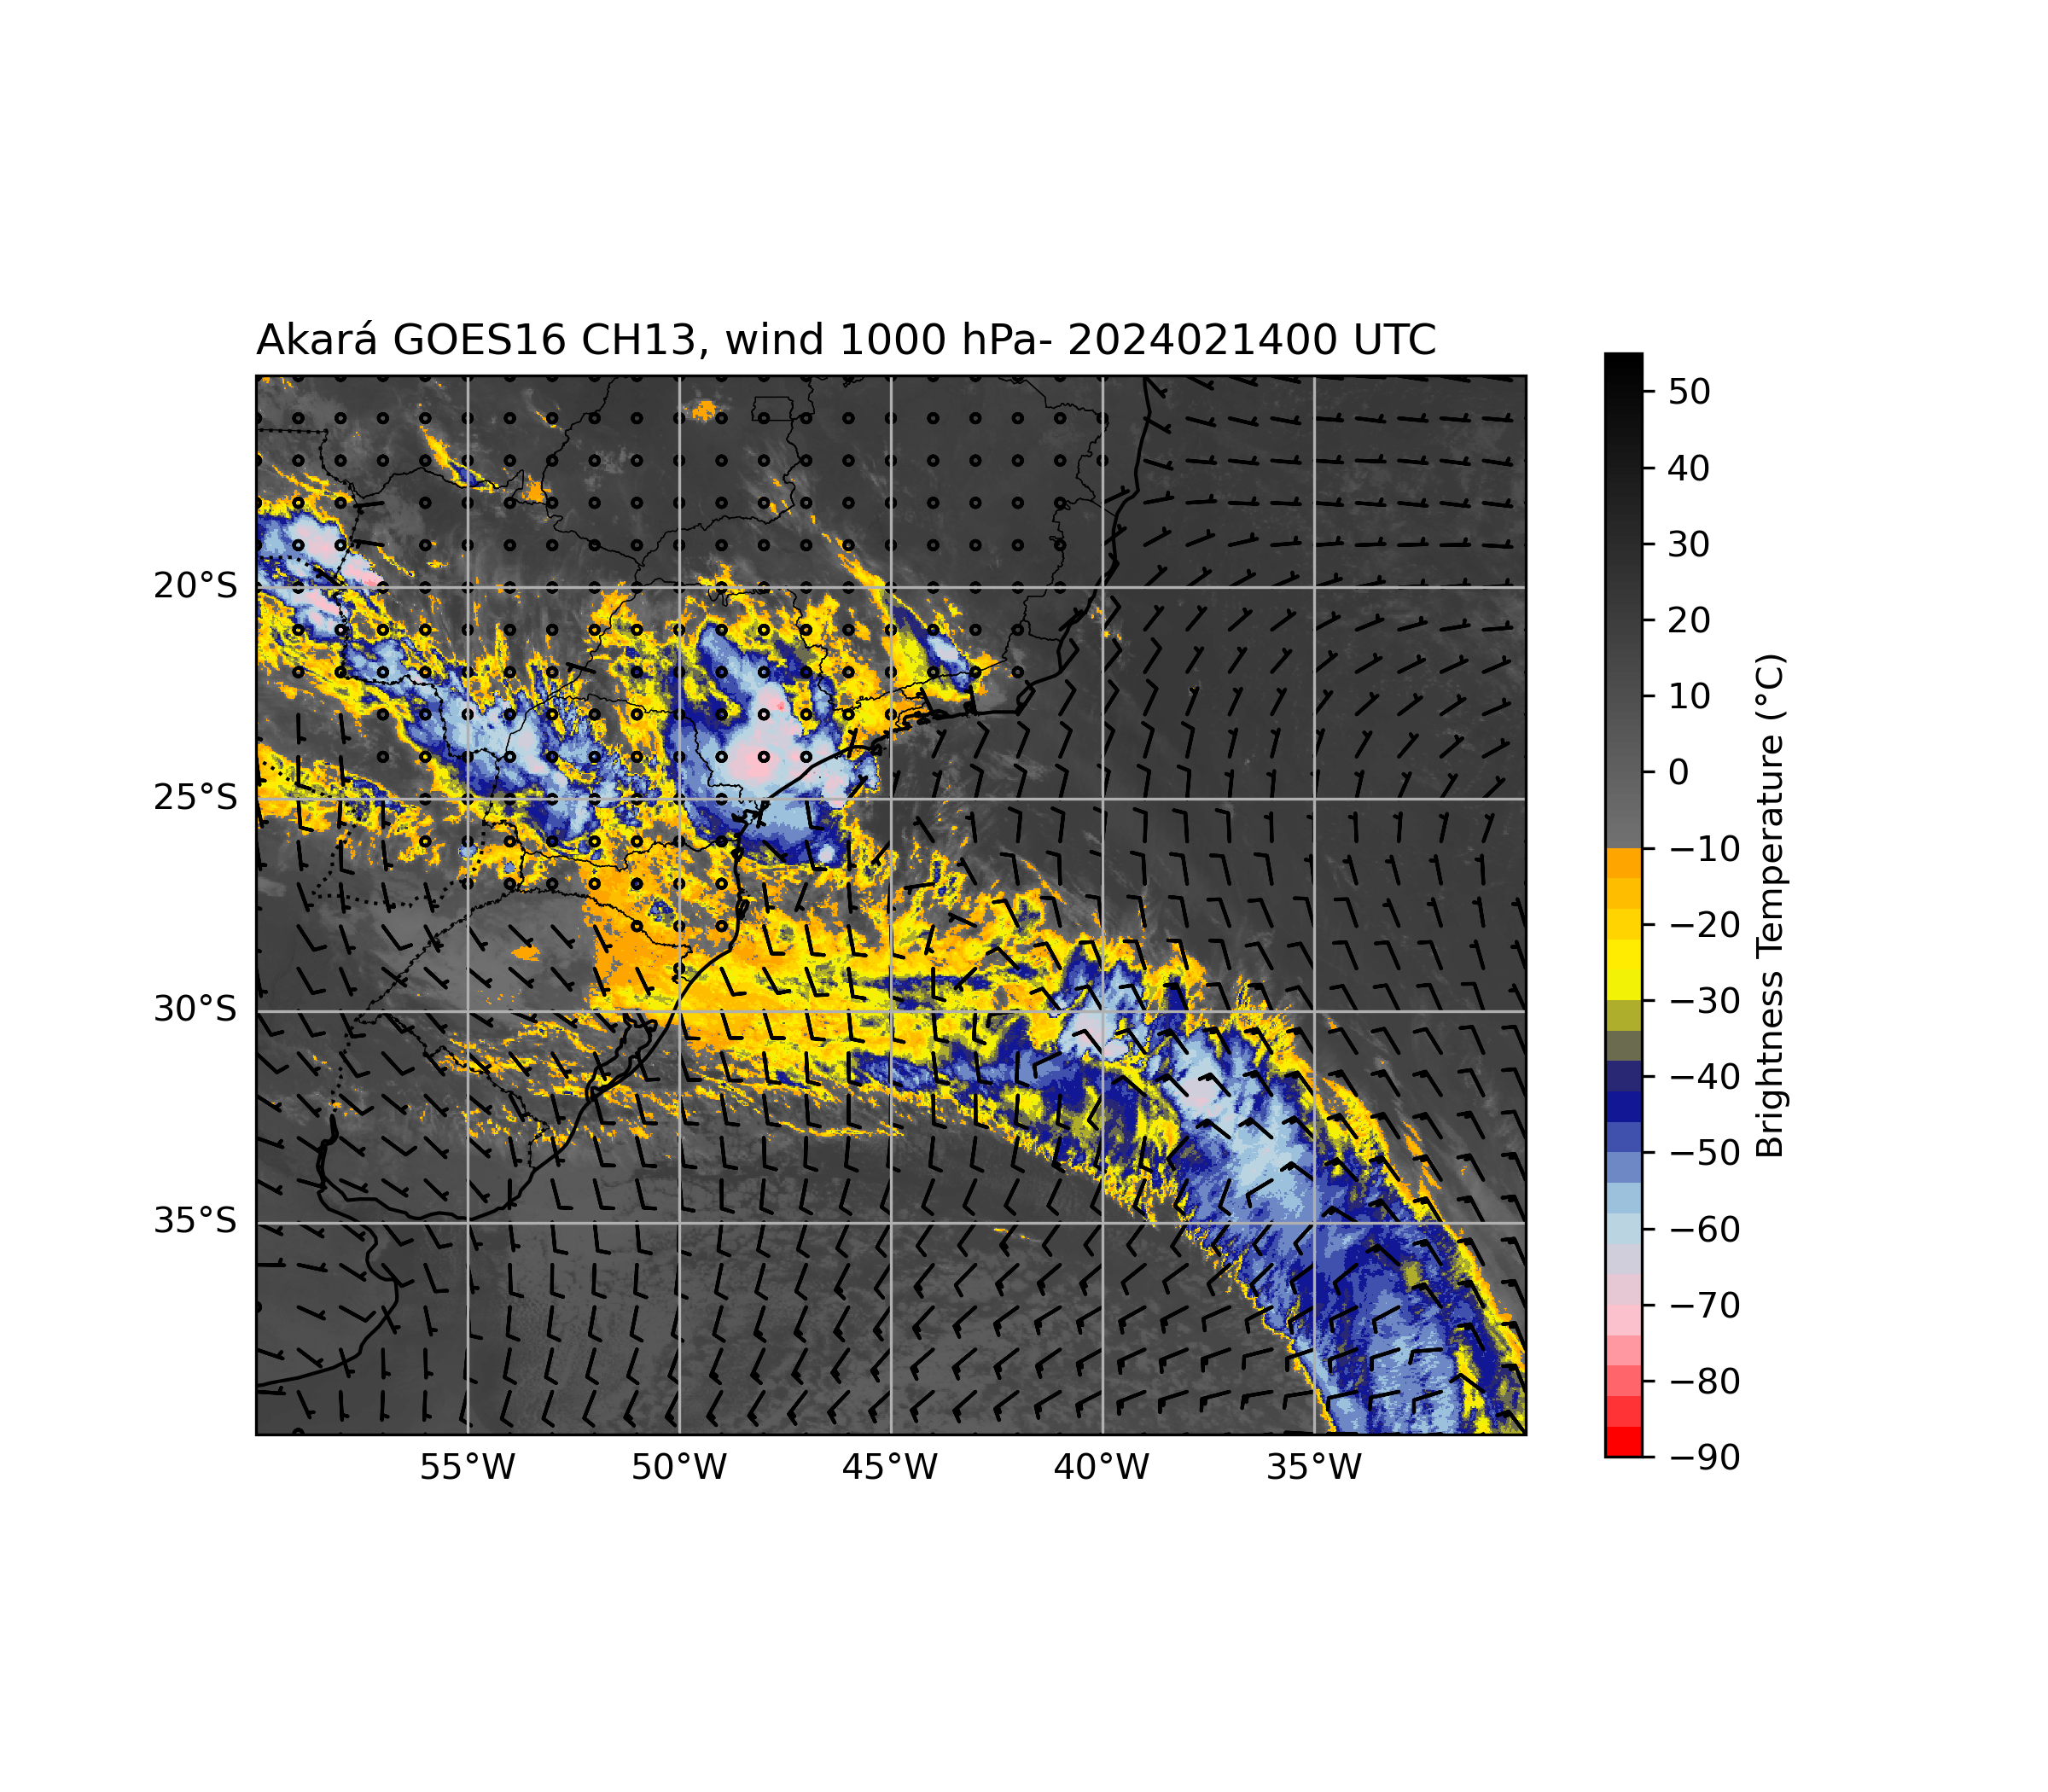 Akará GOES16 CH13, wind 1000 hPa- 2024021400 UTC
20°S
25°S
30°S
35°S
55°W
50°W
45°W
40°W
35°W
50
40
30
20
10
0
−10
−20
−30
−40
−50
−60
−70
−80
−90
Brightness Temperature (°C)